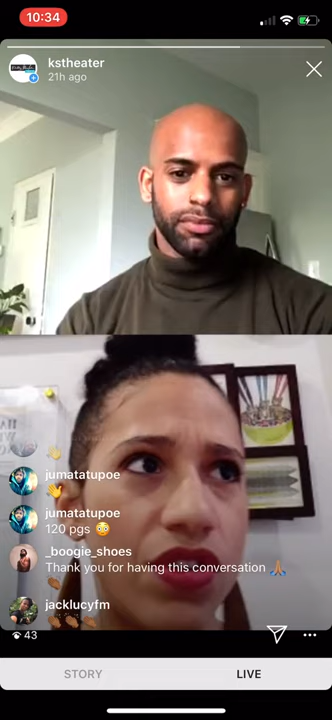 10:34
kstheater
21h ago
👋
jumatatupoe
👋
jumatatupoe
120 pgs 😳
_boogie_shoes
Thank you for having this conversation 🙏🏽
jacklucyfm
👏🏽👏🏽👏🏽
43
STORY
LIVE